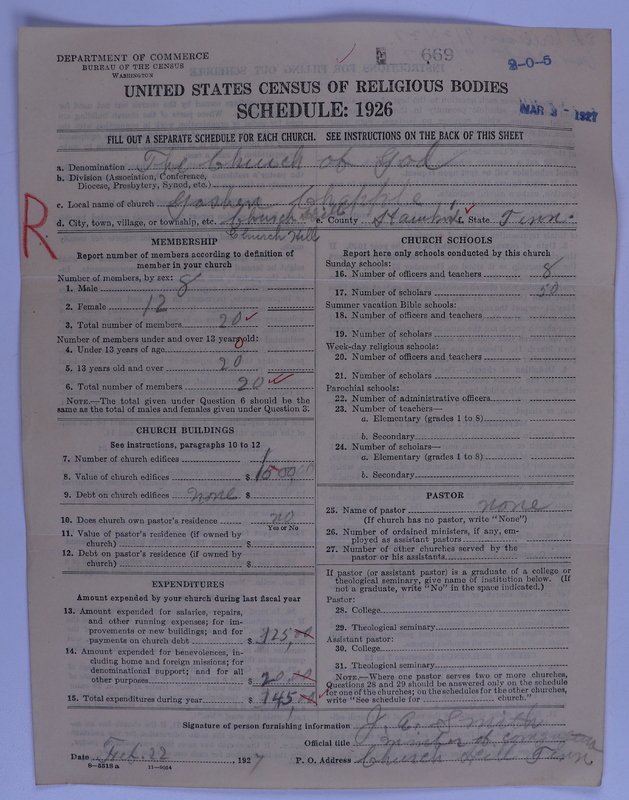 669
2-0-5
DEPARTMENT OF COMMERCE
BUREAU OF THE CENSUS
WASHINGTON
UNITED STATES CENSUS OF RELIGIOUS BODIES
SCHEDULE: 1926
MAR 3 - 1927
FILL OUT A SEPARATE SCHEDULE FOR EACH CHURCH. SEE INSTRUCTIONS ON THE BACK OF THIS SHEET
a. Denomination The Church of God
b. Division (Association, Conference, Diocese, Presbytery, Synod, etc.)
c. Local name of church Goshen
d. City, town, village, or township, etc. Church Hill e. County Hawkins f. State Tenn.
Church Hill
R
MEMBERSHIP
Report number of members according to definition of
member in your church
Number of members, by sex:
1. Male 8
2. Female 12
3. Total number of members 20
Number of members under and over 13 years old:
4. Under 13 years of age 0
5. 13 years old and over 20
6. Total number of members 20
NOTE.—The total given under Question 6 should be the
same as the total of males and females given under Question 3.
CHURCH BUILDINGS
See instructions, paragraphs 10 to 12
7. Number of church edifices 1
8. Value of church edifices $ 1500
9. Debt on church edifices none $
10. Does church own pastor's residence no
Yes or No
11. Value of pastor's residence (if owned by
church) $
12. Debt on pastor's residence (if owned by
church) $
EXPENDITURES
Amount expended by your church during last fiscal year
13. Amount expended for salaries, repairs,
and other running expenses; for im-
provements or new buildings; and for
payments on church debt $ 125,00
14. Amount expended for benevolences, in-
cluding home and foreign missions; for
denominational support; and for all
other purposes $ 20,00
15. Total expenditures during year $ 145,00
CHURCH SCHOOLS
Report here only schools conducted by this church
Sunday schools:
16. Number of officers and teachers 8
17. Number of scholars 50
Summer vacation Bible schools:
18. Number of officers and teachers
19. Number of scholars
Week-day religious schools:
20. Number of officers and teachers
21. Number of scholars
Parochial schools:
22. Number of administrative officers
23. Number of teachers—
a. Elementary (grades 1 to 8)
b. Secondary
24. Number of scholars—
a. Elementary (grades 1 to 8)
b. Secondary
PASTOR
25. Name of pastor none
(If church has no pastor, write "None")
26. Number of ordained ministers, if any, em-
ployed as assistant pastors
27. Number of other churches served by the
pastor or his assistants
If pastor (or assistant pastor) is a graduate of a college or
theological seminary, give name of institution below. (If
not a graduate, write "No" in the space indicated.)
Pastor:
28. College
29. Theological seminary
Assistant pastor:
30. College
31. Theological seminary
NOTE.—Where one pastor serves two or more churches,
Questions 28 and 29 should be answered only on the schedule
for one of the churches; on the schedules for the other churches,
write "See schedule for church."
Signature of person furnishing information J. C. Smith
Official title member of
Date Feb. 22, 1927 P. O. Address Church Hill Tenn
8-5518 a 11-9064